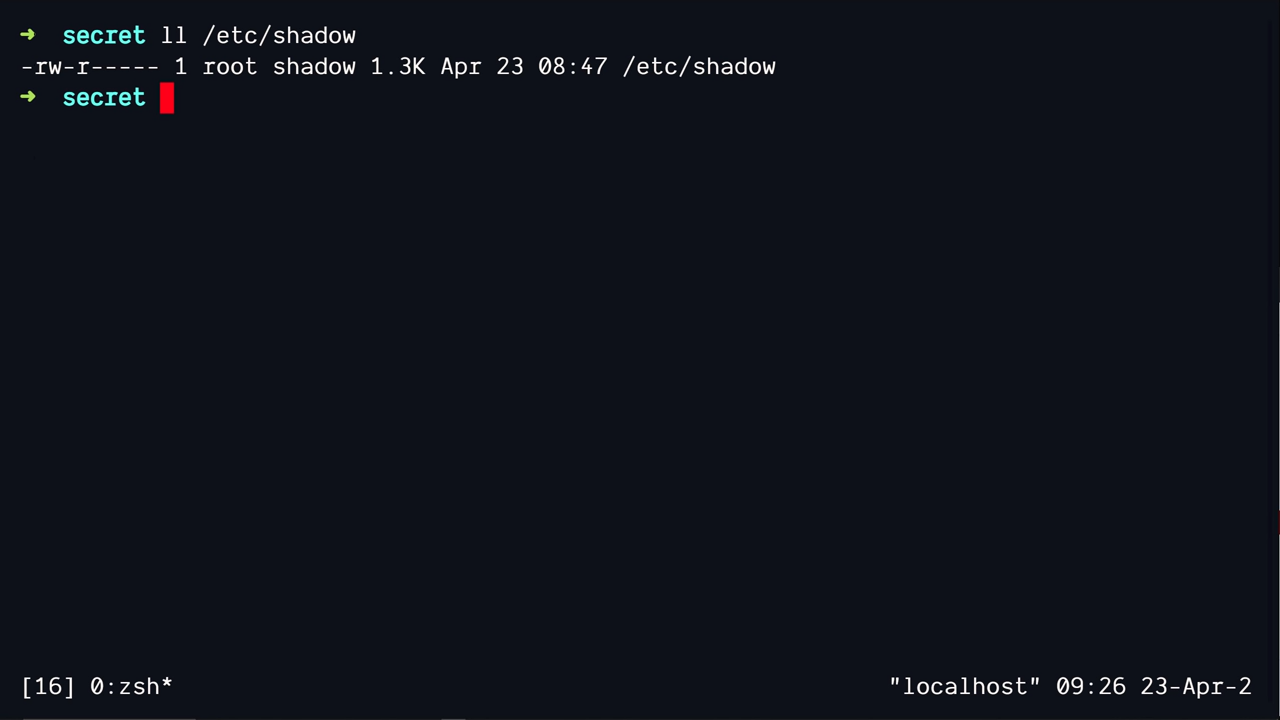 ➜  secret ll /etc/shadow
-rw-r----- 1 root shadow 1.3K Apr 23 08:47 /etc/shadow
➜  secret
[16] 0:zsh* "localhost" 09:26 23-Apr-2